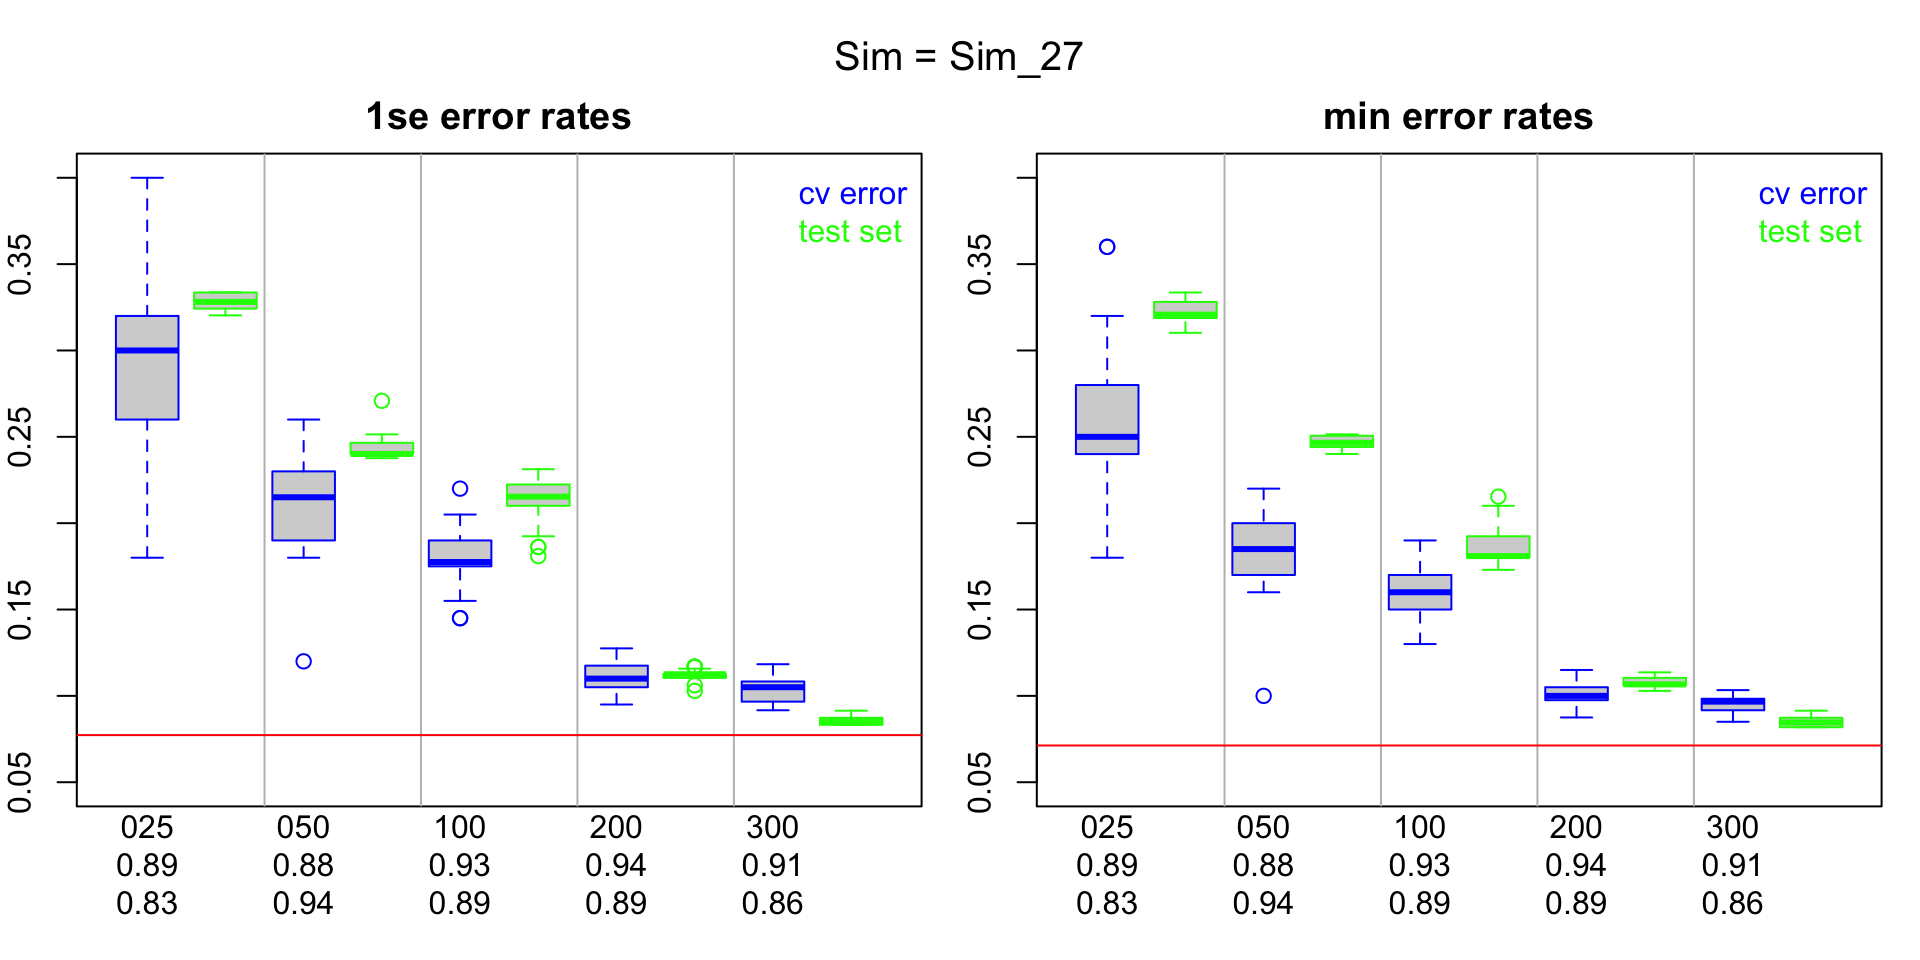 Sim = Sim_27
1se error rates
cv error
test set
0.35
0.25
0.15
0.05
025 050 100 200 300
0.89 0.88 0.93 0.94 0.91
0.83 0.94 0.89 0.89 0.86
min error rates
cv error
test set
0.35
0.25
0.15
0.05
025 050 100 200 300
0.89 0.88 0.93 0.94 0.91
0.83 0.94 0.89 0.89 0.86